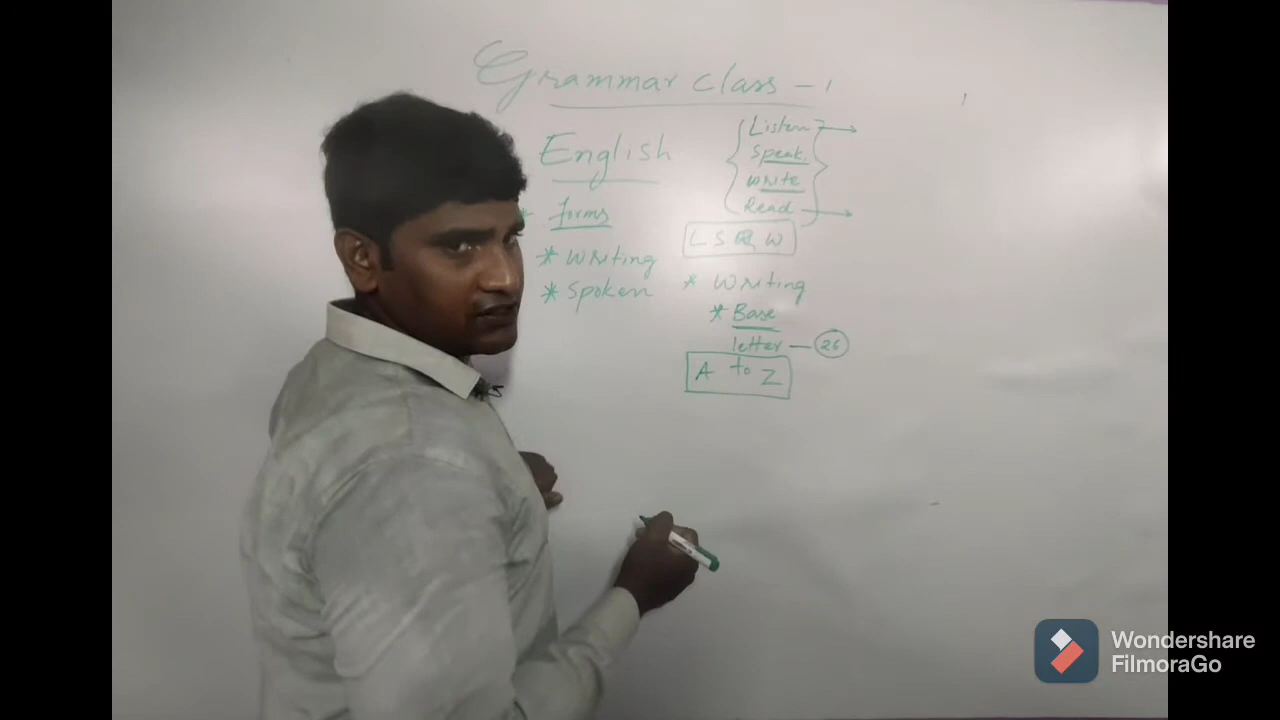 Grammar class - 1
English
* forms
* Writing
* Spoken
Listen
Speak.
Write
Read
L S R W
* Writing
* Base
letter — 26
A to Z
Wondershare
FilmoraGo